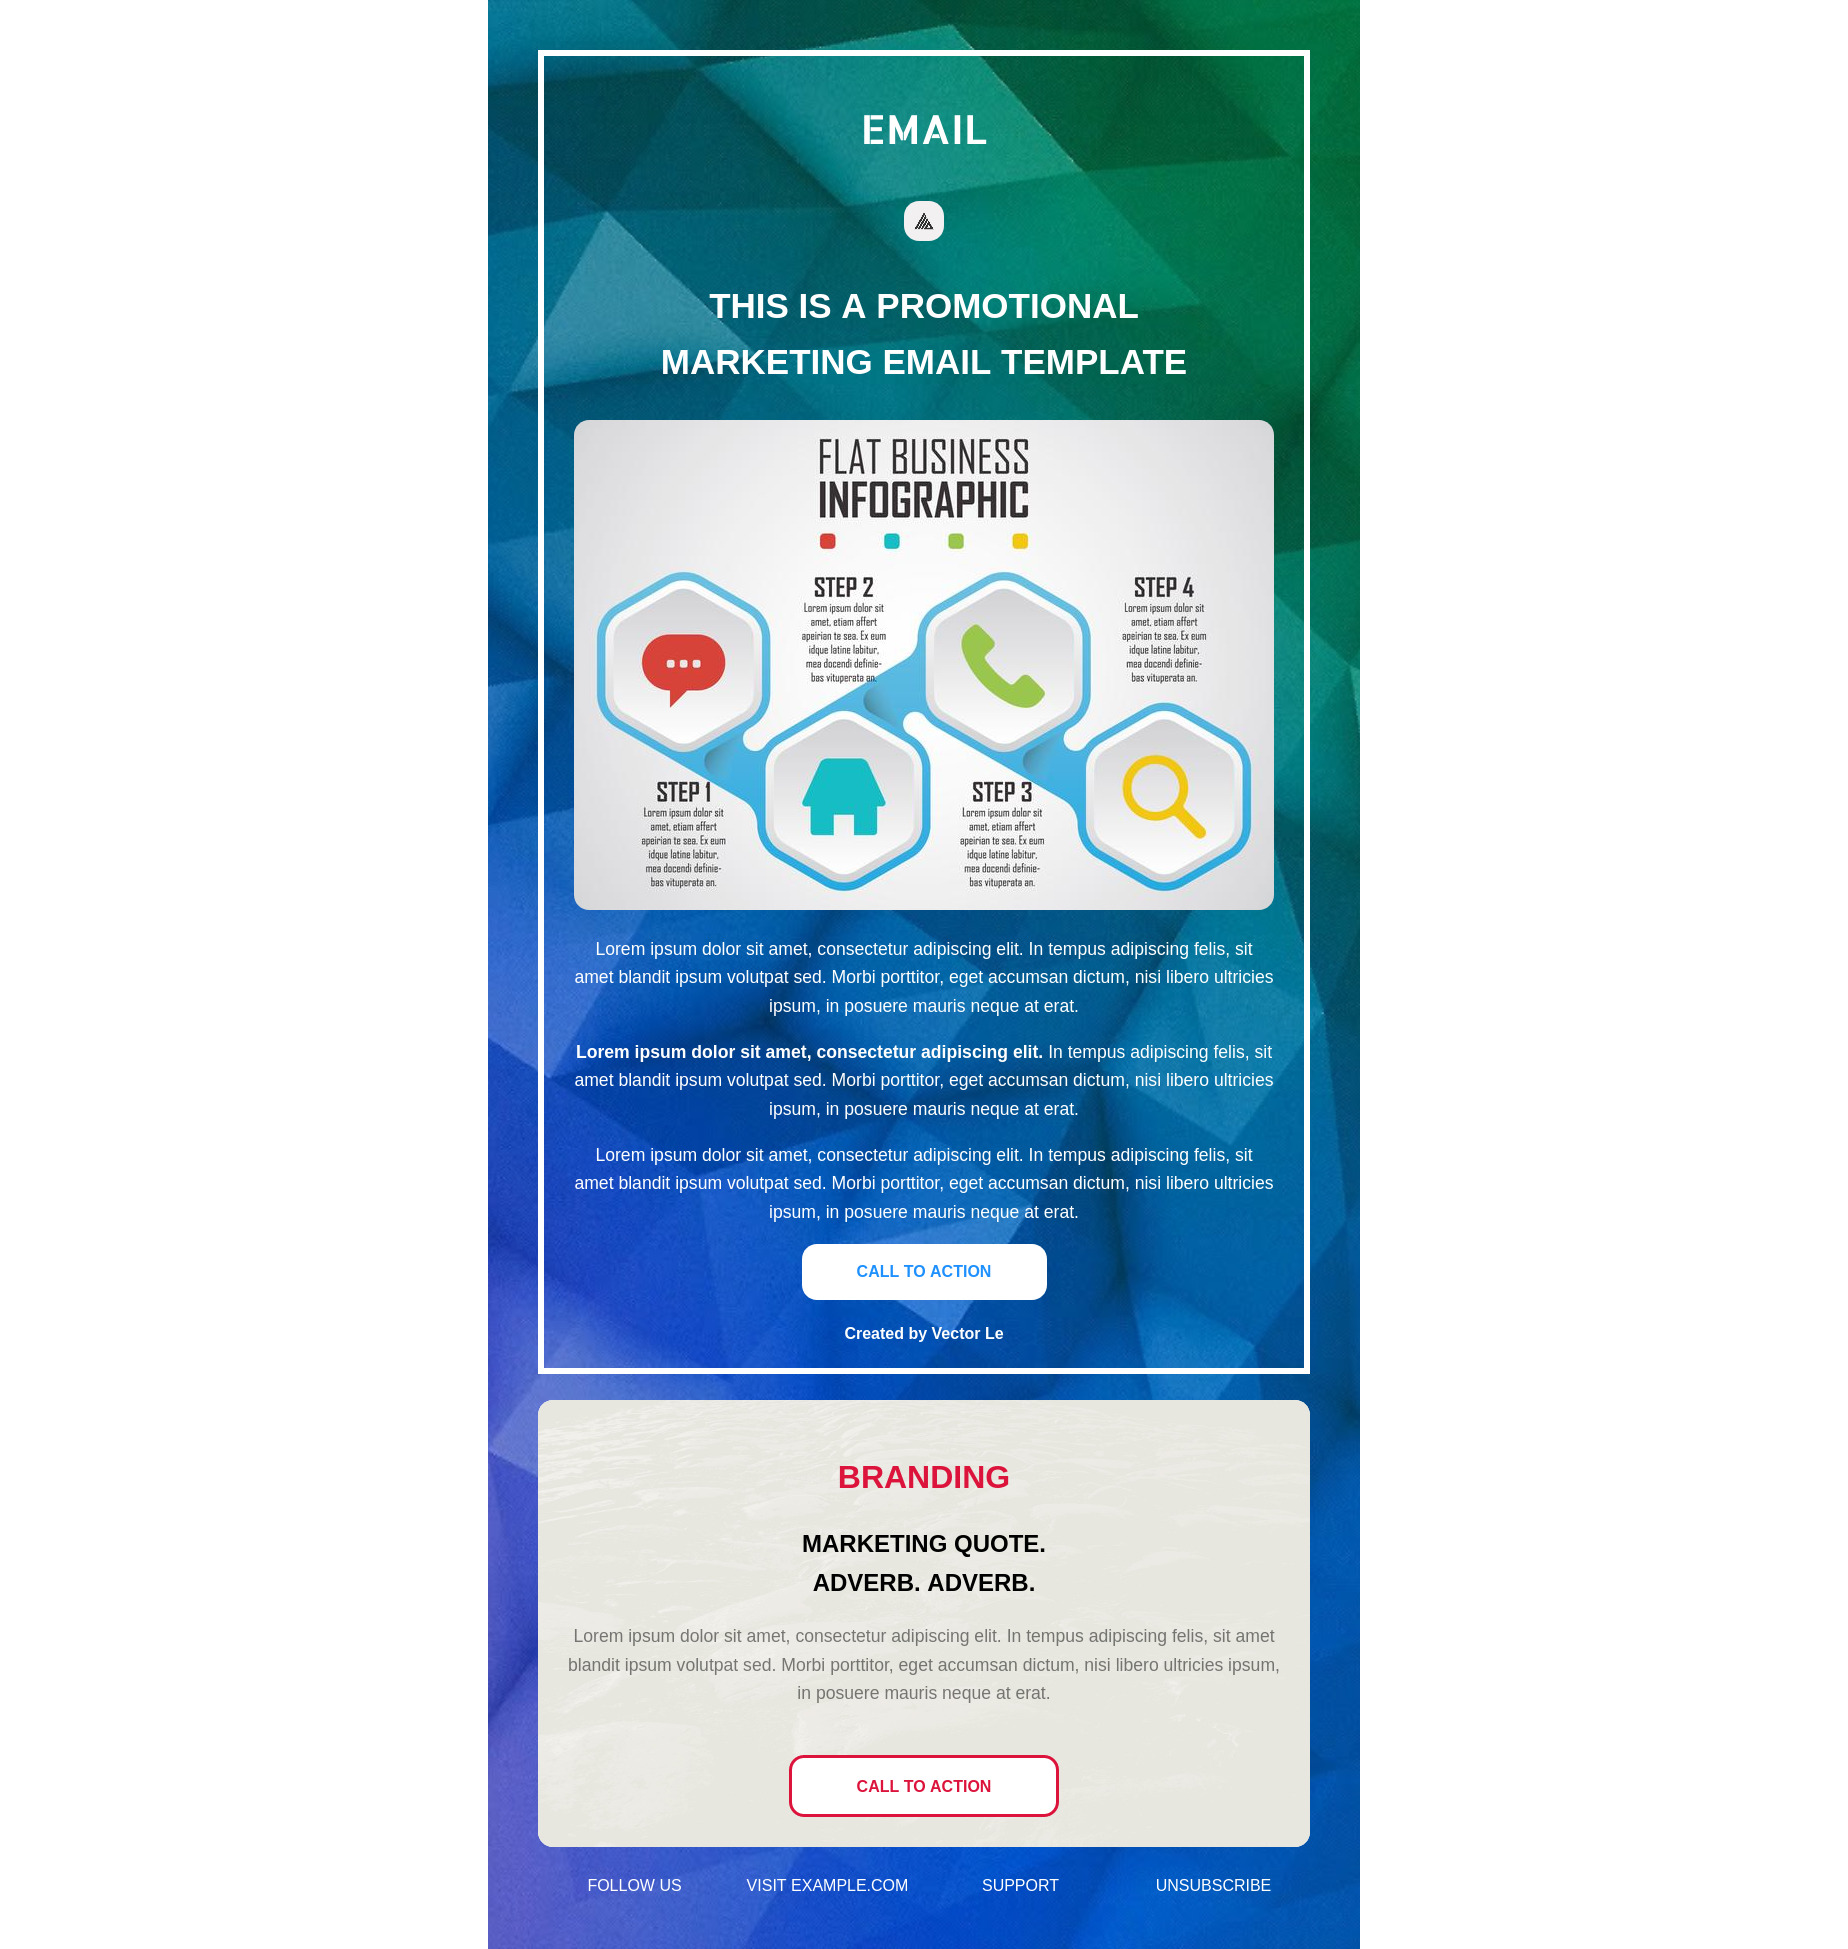 EMAIL
THIS IS A PROMOTIONAL
MARKETING EMAIL TEMPLATE
FLAT BUSINESS
INFOGRAPHIC
STEP 2
Lorem ipsum dolor sit
amet, etiam affert
apeirian te sea. Ex eum
idque latine labitur,
mea docendi definie-
bas vituperata an.
STEP 4
Lorem ipsum dolor sit
amet, etiam affert
apeirian te sea. Ex eum
idque latine labitur,
mea docendi definie-
bas vituperata an.
STEP 1
Lorem ipsum dolor sit
amet, etiam affert
apeirian te sea. Ex eum
idque latine labitur,
mea docendi definie-
bas vituperata an.
STEP 3
Lorem ipsum dolor sit
amet, etiam affert
apeirian te sea. Ex eum
idque latine labitur,
mea docendi definie-
bas vituperata an.
Lorem ipsum dolor sit amet, consectetur adipiscing elit. In tempus adipiscing felis, sit
amet blandit ipsum volutpat sed. Morbi porttitor, eget accumsan dictum, nisi libero ultricies
ipsum, in posuere mauris neque at erat.
Lorem ipsum dolor sit amet, consectetur adipiscing elit. In tempus adipiscing felis, sit
amet blandit ipsum volutpat sed. Morbi porttitor, eget accumsan dictum, nisi libero ultricies
ipsum, in posuere mauris neque at erat.
Lorem ipsum dolor sit amet, consectetur adipiscing elit. In tempus adipiscing felis, sit
amet blandit ipsum volutpat sed. Morbi porttitor, eget accumsan dictum, nisi libero ultricies
ipsum, in posuere mauris neque at erat.
CALL TO ACTION
Created by Vector Le
BRANDING
MARKETING QUOTE.
ADVERB. ADVERB.
Lorem ipsum dolor sit amet, consectetur adipiscing elit. In tempus adipiscing felis, sit amet
blandit ipsum volutpat sed. Morbi porttitor, eget accumsan dictum, nisi libero ultricies ipsum,
in posuere mauris neque at erat.
CALL TO ACTION
FOLLOW US
VISIT EXAMPLE.COM
SUPPORT
UNSUBSCRIBE